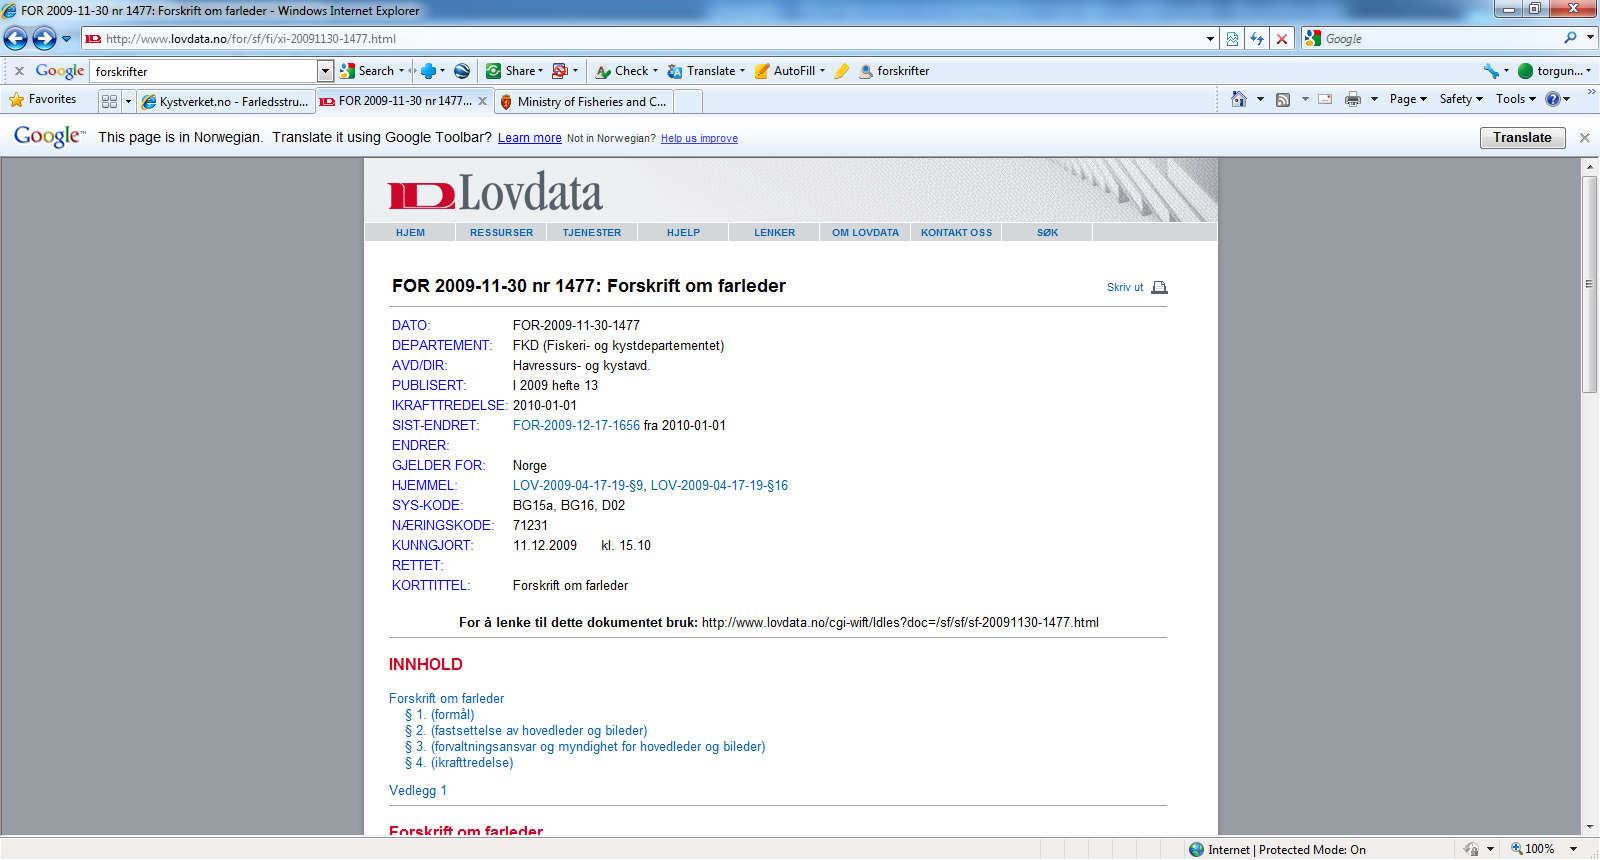 FOR 2009-11-30 nr 1477: Forskrift om farleder - Windows Internet Explorer
http://www.lovdata.no/for/sf/fi/xi-20091130-1477.html
Google
Google forskrifter Search Share Check Translate AutoFill forskrifter torgun...
Favorites Kystverket.no - Farledsstru... FOR 2009-11-30 nr 1477... Ministry of Fisheries and C... Page Safety Tools
Google™ This page is in Norwegian. Translate it using Google Toolbar? Learn more Not in Norwegian? Help us improve Translate
Lovdata
HJEM RESSURSER TJENESTER HJELP LENKER OM LOVDATA KONTAKT OSS SØK
FOR 2009-11-30 nr 1477: Forskrift om farleder Skriv ut
DATO: FOR-2009-11-30-1477
DEPARTEMENT: FKD (Fiskeri- og kystdepartementet)
AVD/DIR: Havressurs- og kystavd.
PUBLISERT: I 2009 hefte 13
IKRAFTTREDELSE: 2010-01-01
SIST-ENDRET: FOR-2009-12-17-1656 fra 2010-01-01
ENDRER:
GJELDER FOR: Norge
HJEMMEL: LOV-2009-04-17-19-§9, LOV-2009-04-17-19-§16
SYS-KODE: BG15a, BG16, D02
NÆRINGSKODE: 71231
KUNNGJORT: 11.12.2009 kl. 15.10
RETTET:
KORTTITTEL: Forskrift om farleder
For å lenke til dette dokumentet bruk: http://www.lovdata.no/cgi-wift/ldles?doc=/sf/sf/sf-20091130-1477.html
INNHOLD
Forskrift om farleder
§ 1. (formål)
§ 2. (fastsettelse av hovedleder og bileder)
§ 3. (forvaltningsansvar og myndighet for hovedleder og bileder)
§ 4. (ikrafttredelse)
Vedlegg 1
Forskrift om farleder
Internet | Protected Mode: On 100%